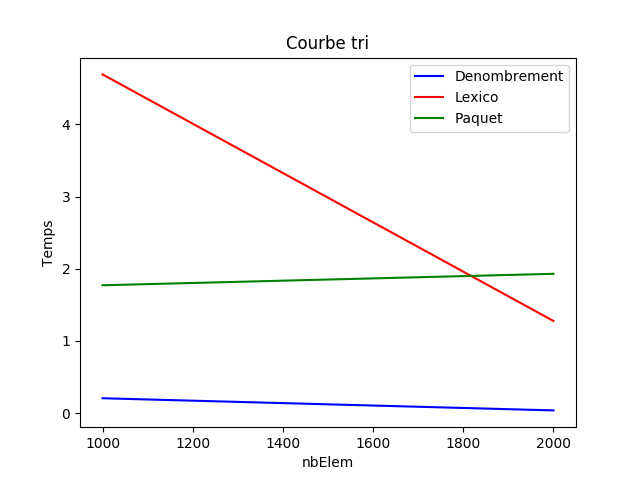 Courbe tri
Denombrement
Lexico
Paquet
Temps
4
3
2
1
0
1000 1200 1400 1600 1800 2000
nbElem